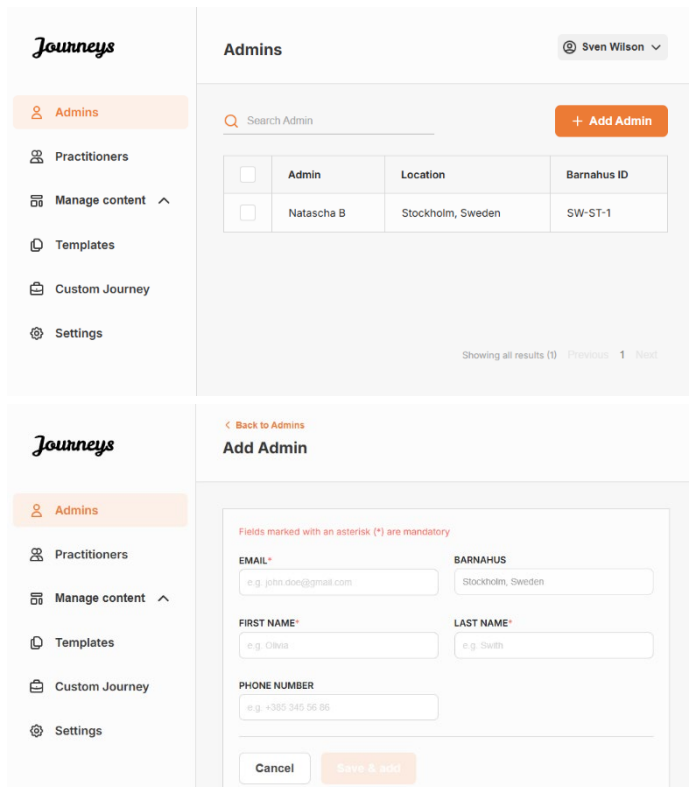 Journeys
Admins
Sven Wilson
Admins
Search Admin
+ Add Admin
Practitioners
Admin Location Barnahus ID
Manage content
Natascha B Stockholm, Sweden SW-ST-1
Templates
Custom Journey
Settings
Showing all results (1) Previous 1 Next
< Back to Admins
Journeys
Add Admin
Admins
Fields marked with an asterisk (*) are mandatory
Practitioners
EMAIL* BARNAHUS
e.g. john doe@gmail.com Stockholm, Sweden
Manage content
FIRST NAME* LAST NAME*
Templates
e.g. Olivia e.g. Swith
Custom Journey
PHONE NUMBER
e.g. +385 345 56 86
Settings
Cancel Save & add